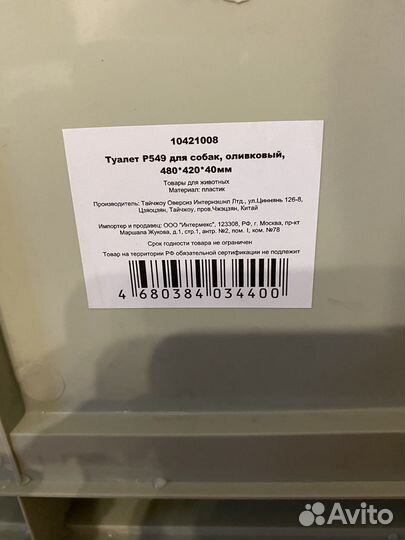 10421008
Туалет P549 для собак, оливковый,
480*420*40мм
Товары для животных
Материал: пластик
Производитель: Тайчжоу Оверсиз Интернэшнл Лтд., ул.Циннянь 126-8,
Цзяоцзян, Тайчжоу, пров.Чжэцзян, Китай
Импортер и продавец: ООО "Интермекс", 123308, РФ, г. Москва, пр-кт
Маршала Жукова, д.1, стр.1, антр. №2, пом. I, ком. №78
Срок годности товара не ограничен
Товар на территории РФ обязательной сертификации не подлежит
4 680384 034400
Avito